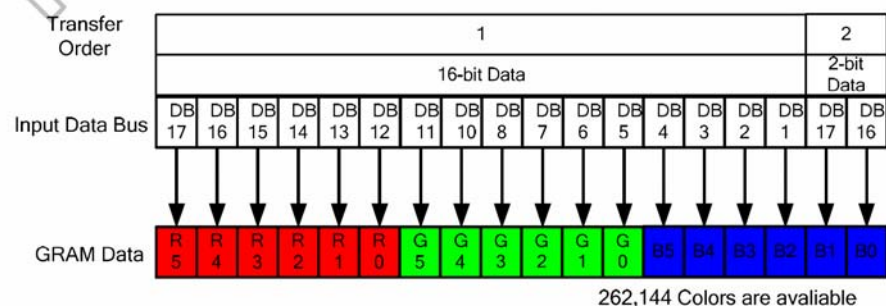 Transfer Order 1 2
16-bit Data 2-bit Data
Input Data Bus DB 17 DB 16 DB 15 DB 14 DB 13 DB 12 DB 11 DB 10 DB 8 DB 7 DB 6 DB 5 DB 4 DB 3 DB 2 DB 1 DB 17 DB 16
GRAM Data R 5 R 4 R 3 R 2 R 1 R 0 G 5 G 4 G 3 G 2 G 1 G 0 B5 B4 B3 B2 B1 B0
262,144 Colors are avaliable